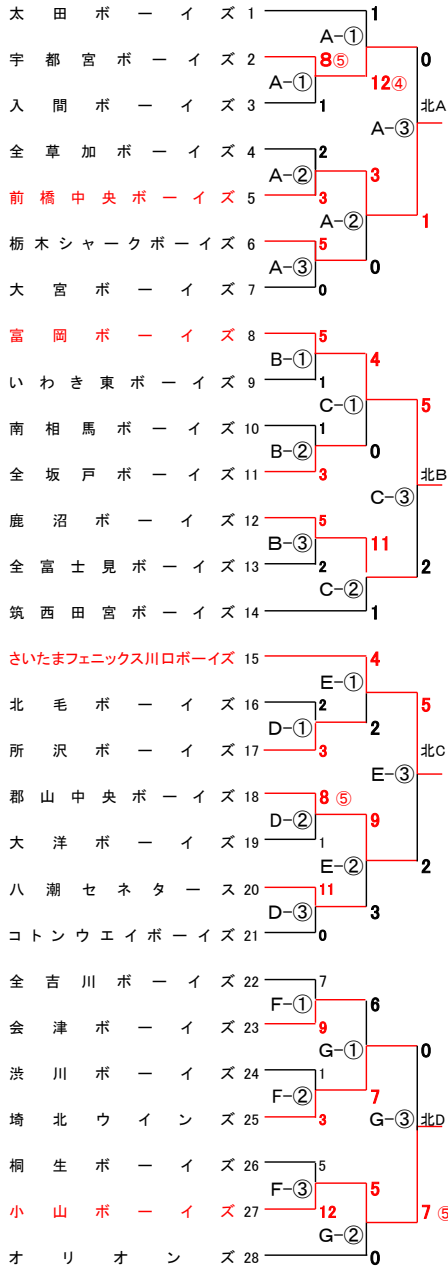 太田ボーイズ 1 1
A-① 0
宇都宮ボーイズ 2 8⑤
A-① 12④
入間ボーイズ 3 1 北A
A-③
全草加ボーイズ 4 2
A-② 3
前橋中央ボーイズ 5 3
A-② 1
栃木シャークボーイズ 6 5
A-③ 0
大宮ボーイズ 7 0
富岡ボーイズ 8 5
B-① 4
いわき東ボーイズ 9 1
C-① 5
南相馬ボーイズ 10 1
B-② 0
全坂戸ボーイズ 11 3 北B
C-③
鹿沼ボーイズ 12 5
B-③ 11
全富士見ボーイズ 13 2 2
C-②
筑西田宮ボーイズ 14 1
さいたまフェニックス川口ボーイズ 15 4
E-① 5
北毛ボーイズ 16 2
D-① 2
所沢ボーイズ 17 3 北C
E-③
郡山中央ボーイズ 18 8⑤
D-② 9
大洋ボーイズ 19 1
E-② 2
八潮セネタース 20 11
D-③ 3
コトンウエイボーイズ 21 0
全吉川ボーイズ 22 7
F-① 6
会津ボーイズ 23 9
G-① 0
渋川ボーイズ 24 1
F-② 7
埼北ウインズ 25 3 G-③ 北D
桐生ボーイズ 26 5
F-③ 5
小山ボーイズ 27 12 7⑤
G-②
オリオンズ 28 0